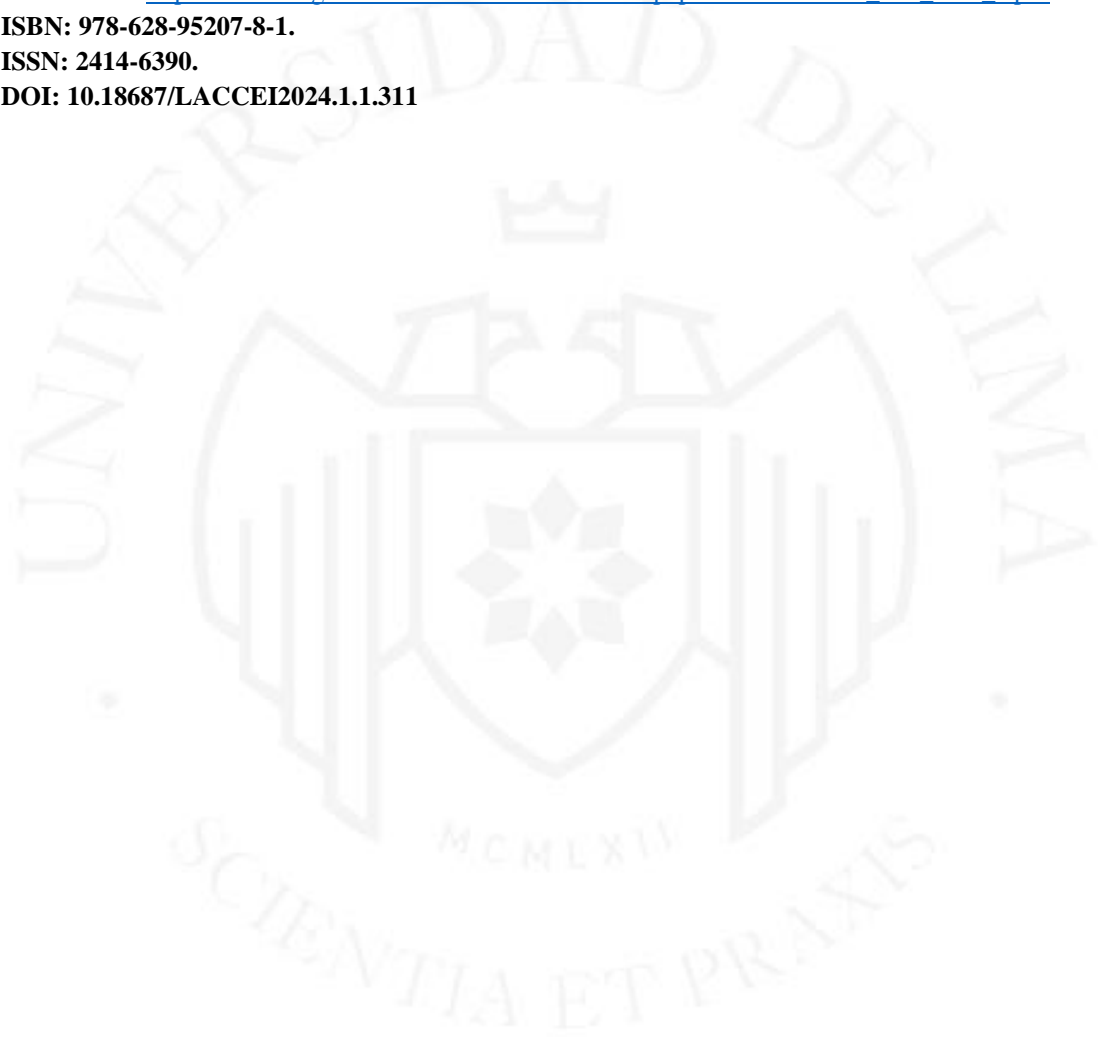 ISBN: 978-628-95207-8-1.
ISSN: 2414-6390.
DOI: 10.18687/LACCEI2024.1.1.311
UNIVERSIDAD DE LIMA
MCMLXII
SCIENTIA ET PRAXIS